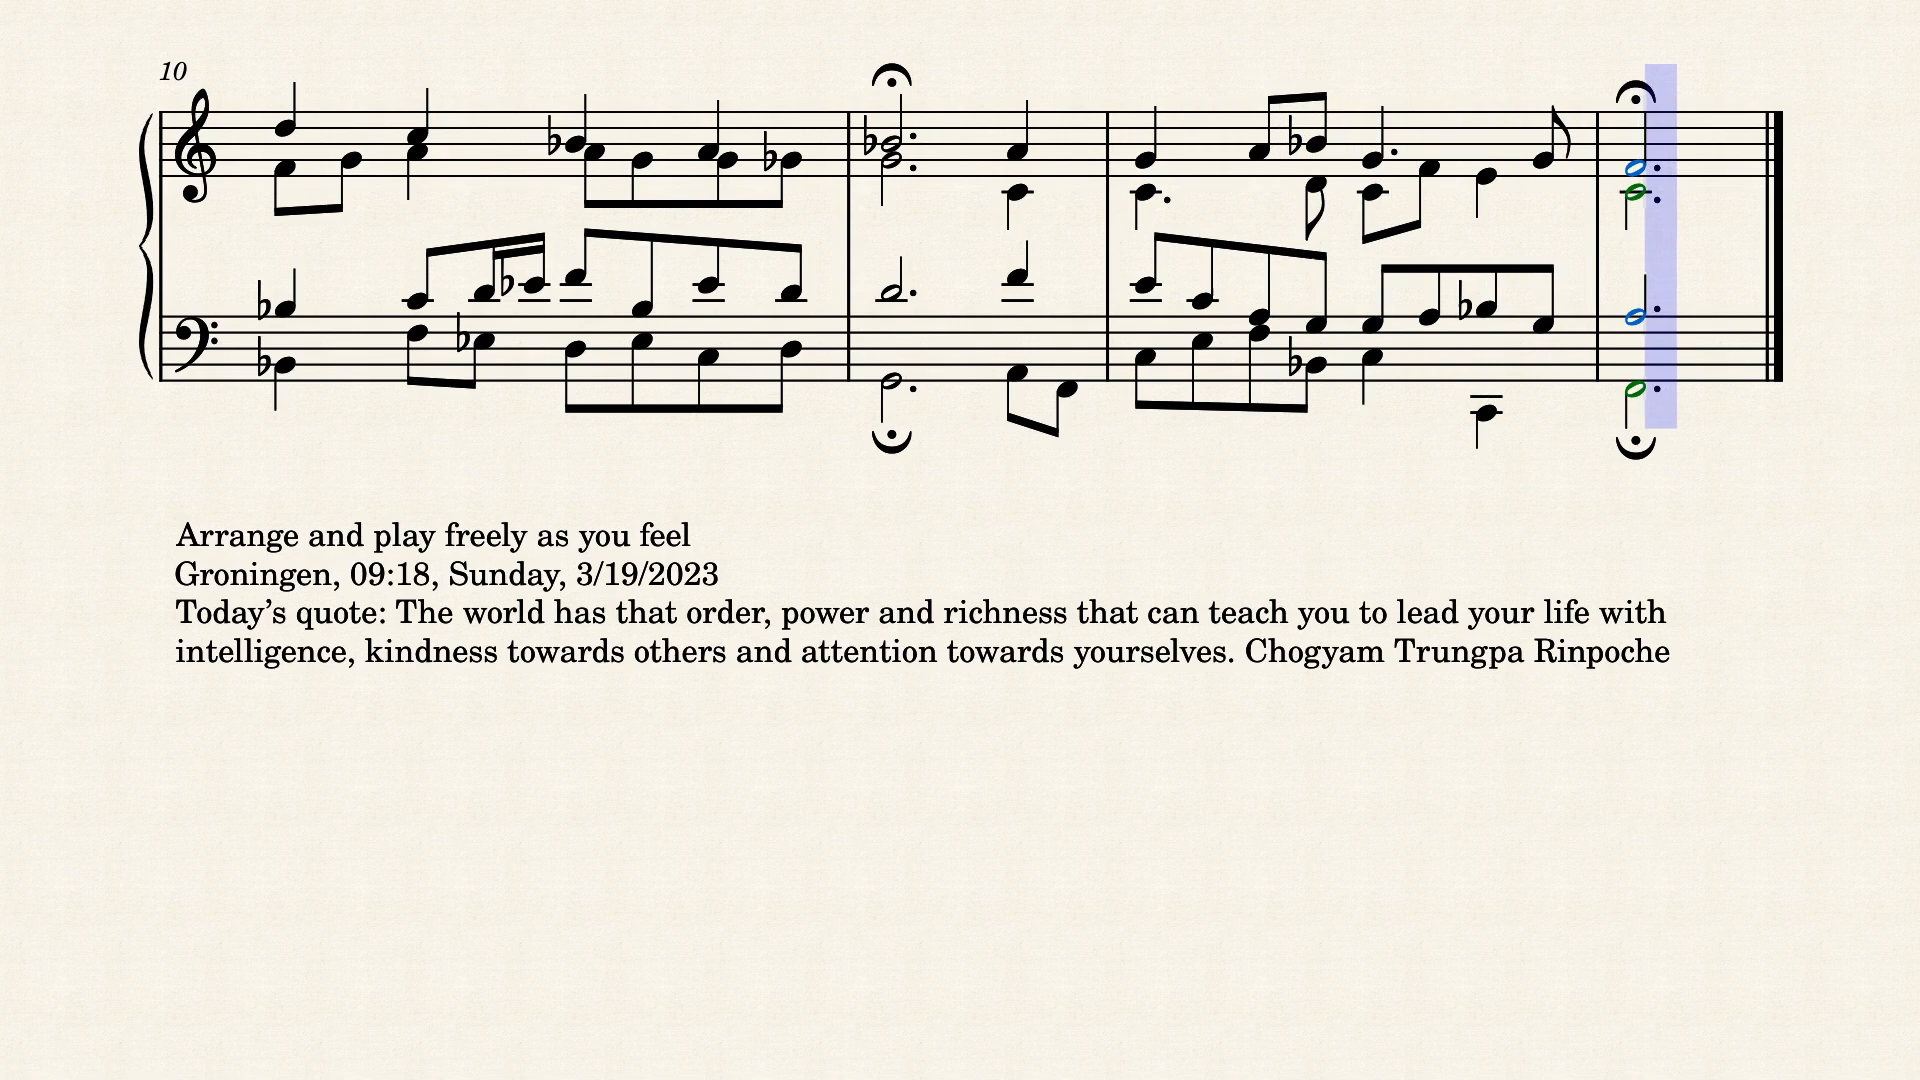 10
Arrange and play freely as you feel
Groningen, 09:18, Sunday, 3/19/2023
Today’s quote: The world has that order, power and richness that can teach you to lead your life with
intelligence, kindness towards others and attention towards yourselves. Chogyam Trungpa Rinpoche